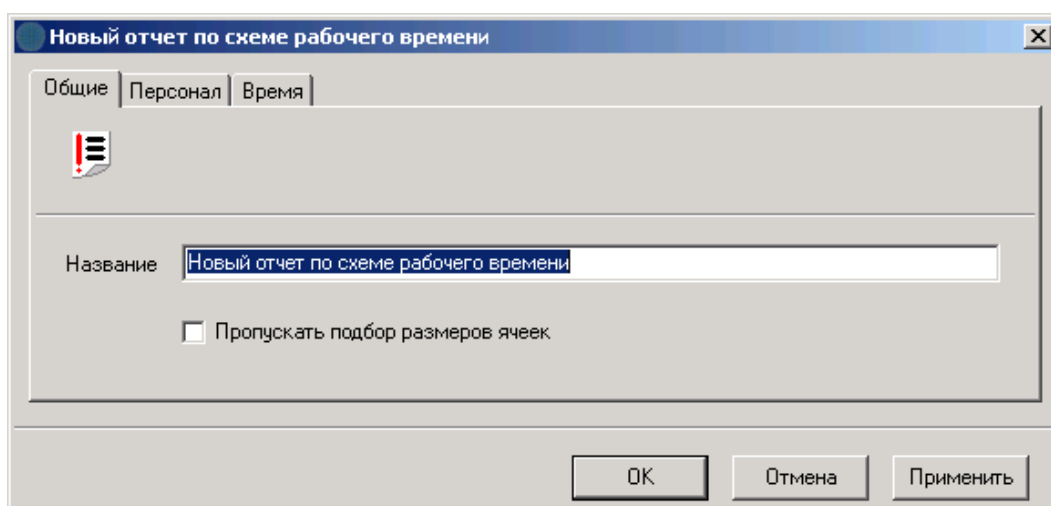 Новый отчет по схеме рабочего времени
Общие Персонал Время
Название Новый отчет по схеме рабочего времени
Пропускать подбор размеров ячеек
OK Отмена Применить